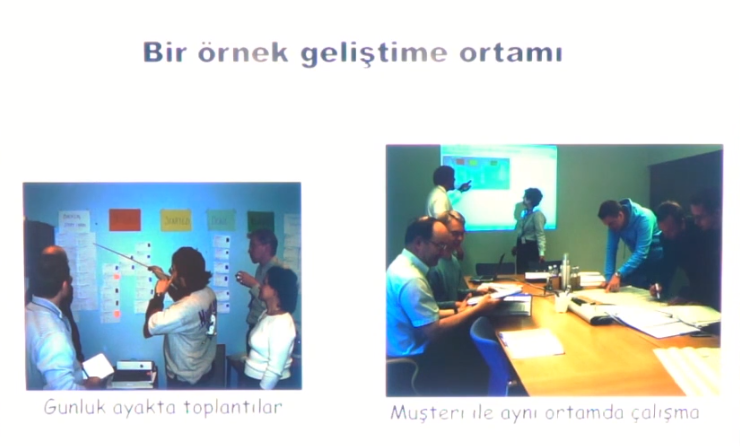 Bir örnek geliştime ortamı
Gunluk ayakta toplantılar
Muşteri ile aynı ortamda çalışma